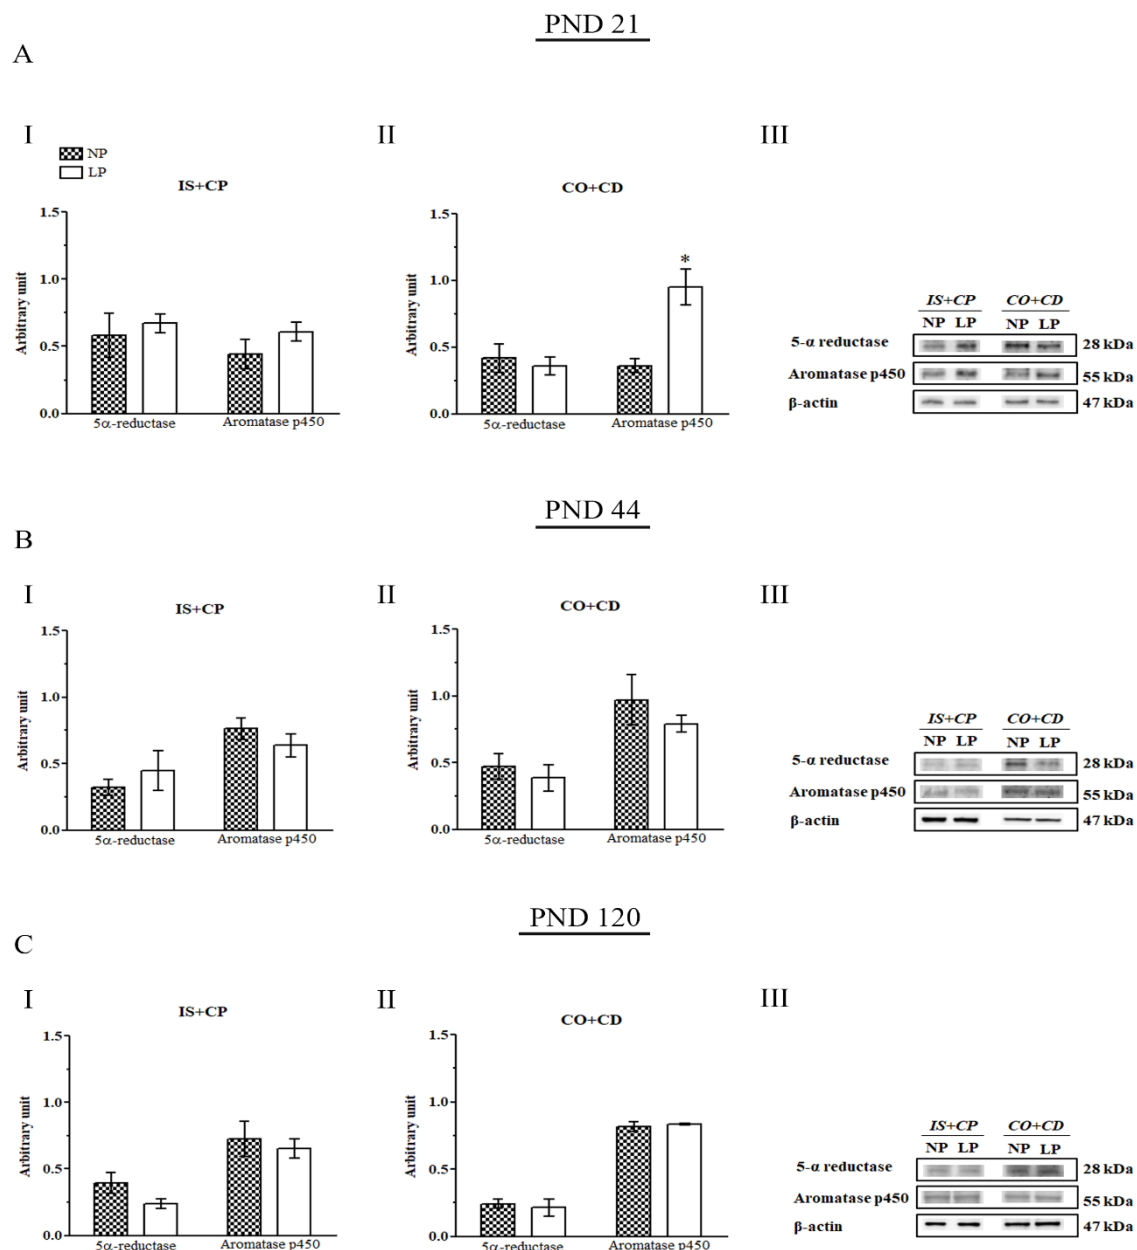 PND 21
A
I
II
III
NP
LP
IS+CP
CO+CD
1.5
1.0
0.5
0.0
Arbitrary unit
5α-reductase
Aromatase p450
1.5
1.0
0.5
0.0
Arbitrary unit
*
5α-reductase
Aromatase p450
IS+CP CO+CD
NP LP NP LP
5-α reductase 28 kDa
Aromatase p450 55 kDa
β-actin 47 kDa
PND 44
B
I
II
III
IS+CP
CO+CD
1.5
1.0
0.5
0.0
Arbitrary unit
5α-reductase
Aromatase p450
1.5
1.0
0.5
0.0
Arbitrary unit
5α-reductase
Aromatase p450
IS+CP CO+CD
NP LP NP LP
5-α reductase 28 kDa
Aromatase p450 55 kDa
β-actin 47 kDa
PND 120
C
I
II
III
IS+CP
CO+CD
1.5
1.0
0.5
0.0
Arbitrary unit
5α-reductase
Aromatase p450
1.5
1.0
0.5
0.0
Arbitrary unit
5α-reductase
Aromatase p450
IS+CP CO+CD
NP LP NP LP
5-α reductase 28 kDa
Aromatase p450 55 kDa
β-actin 47 kDa